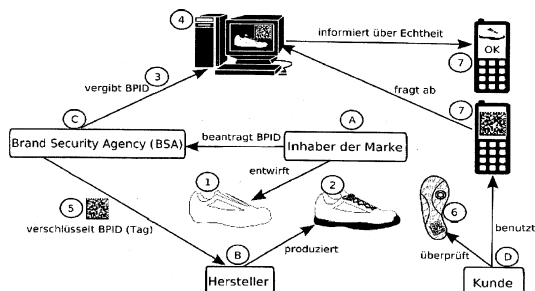 4
informiert über Echtheit
OK
7
3
vergibt BPID
fragt ab
7
C
A
Brand Security Agency (BSA)
beantragt BPID
Inhaber der Marke
entwirft
1
2
5
6
verschlüsselt BPID (Tag)
benutzt
B
produziert
überprüft
D
Hersteller
Kunde